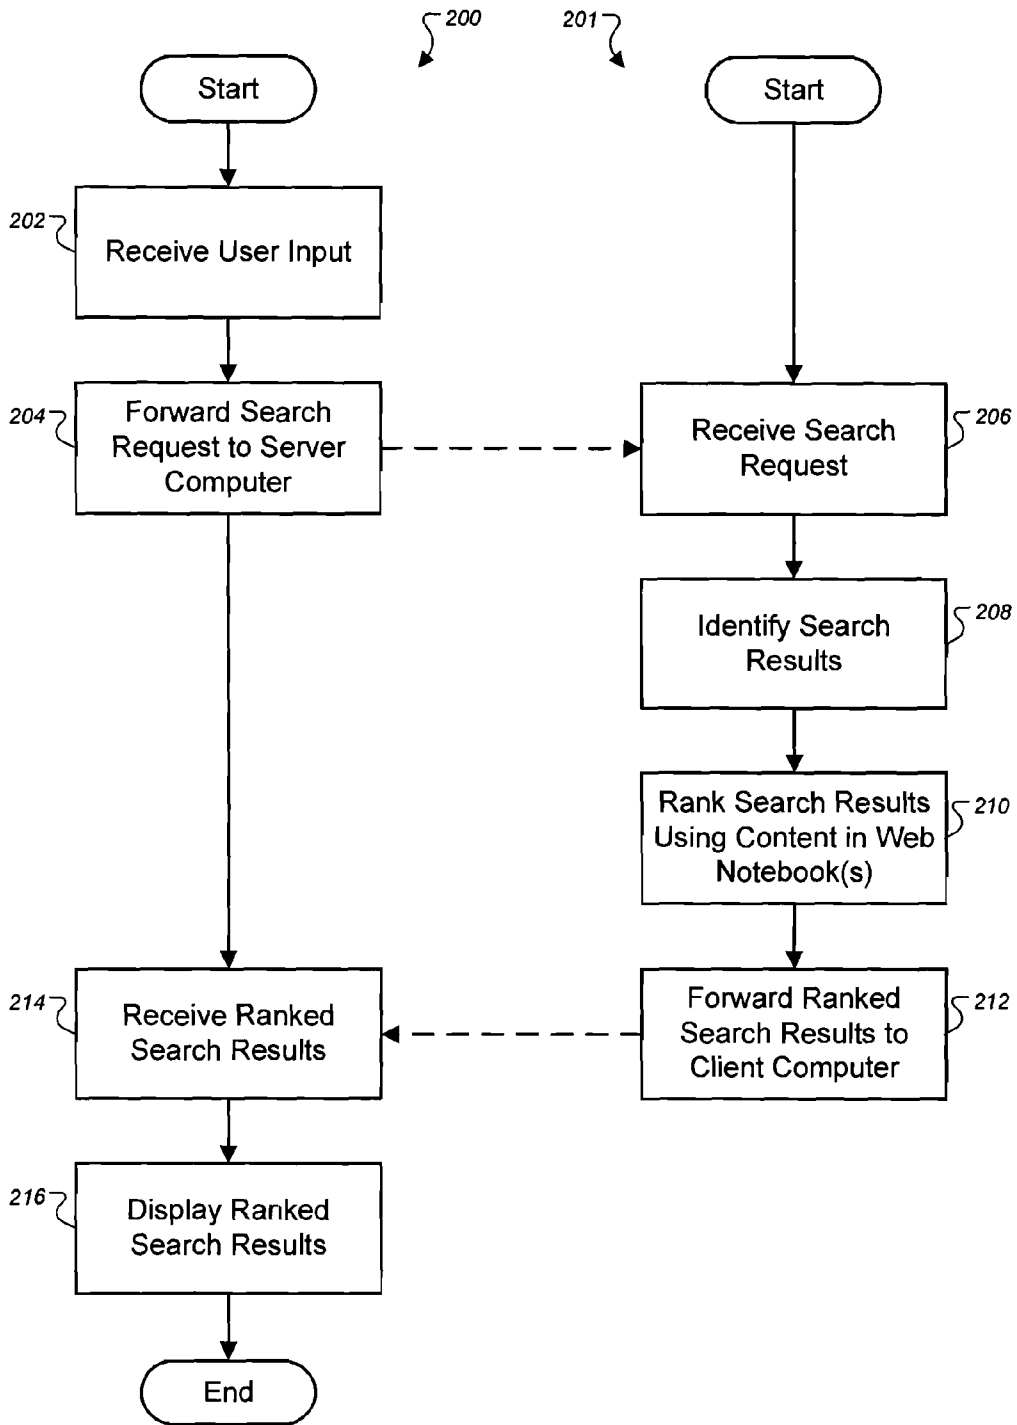 200
201
Start
Start
202
Receive User Input
204
Forward Search
Request to Server
Computer
Receive Search
Request
206
Identify Search
Results
208
Rank Search Results
Using Content in Web
Notebook(s)
210
214
Receive Ranked
Search Results
Forward Ranked
Search Results to
Client Computer
212
216
Display Ranked
Search Results
End